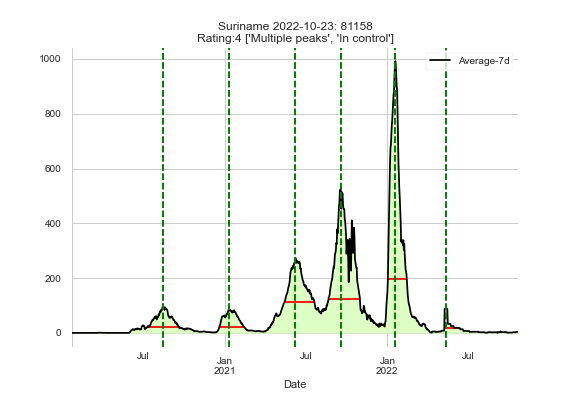 Suriname 2022-10-23: 81158
Rating:4 ['Multiple peaks', 'In control']
Average-7d
1000
800
600
400
200
0
Jul
Jan
2021
Jul
Jan
2022
Jul
Date